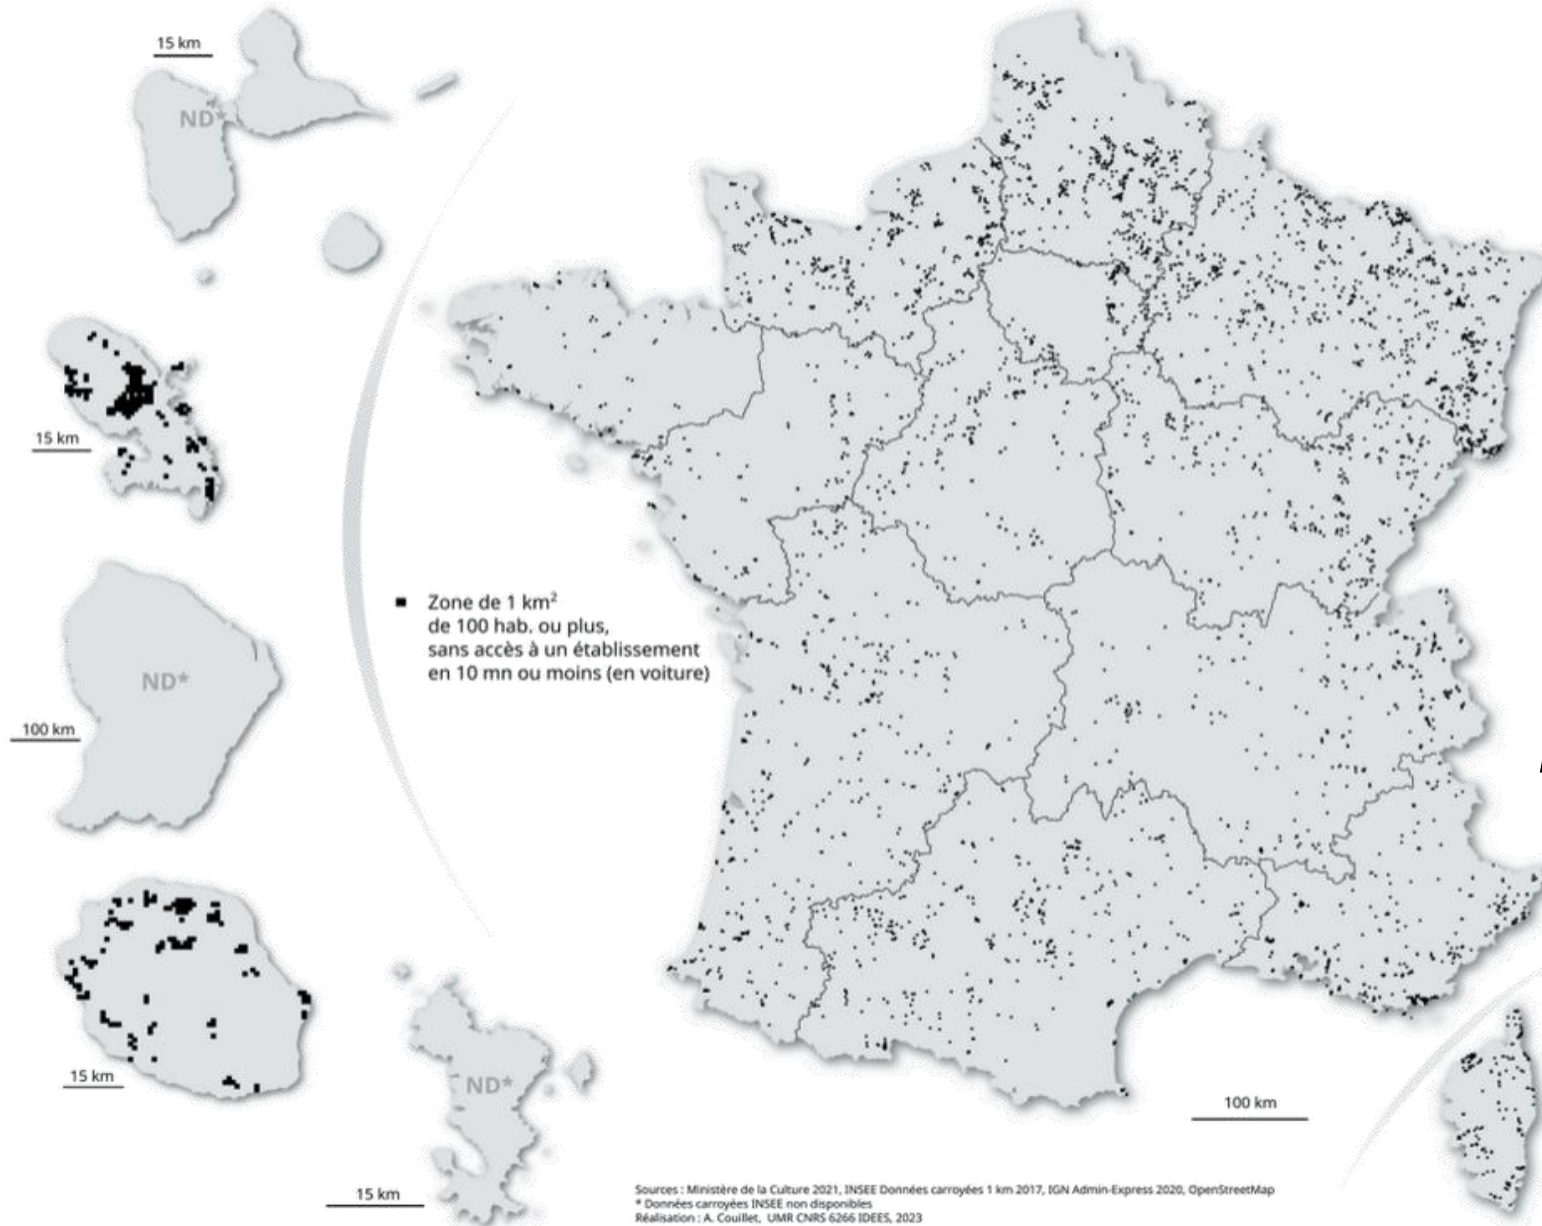 15 km
ND*
15 km
Zone de 1 km²
de 100 hab. ou plus,
sans accès à un établissement
en 10 mn ou moins (en voiture)
ND*
100 km
15 km
ND*
100 km
15 km
Sources : Ministère de la Culture 2021, INSEE Données carroyées 1 km 2017, IGN Admin-Express 2020, OpenStreetMap
* Données carroyées INSEE non disponibles
Réalisation : A. Couillet, UMR CNRS 6266 IDEES, 2023